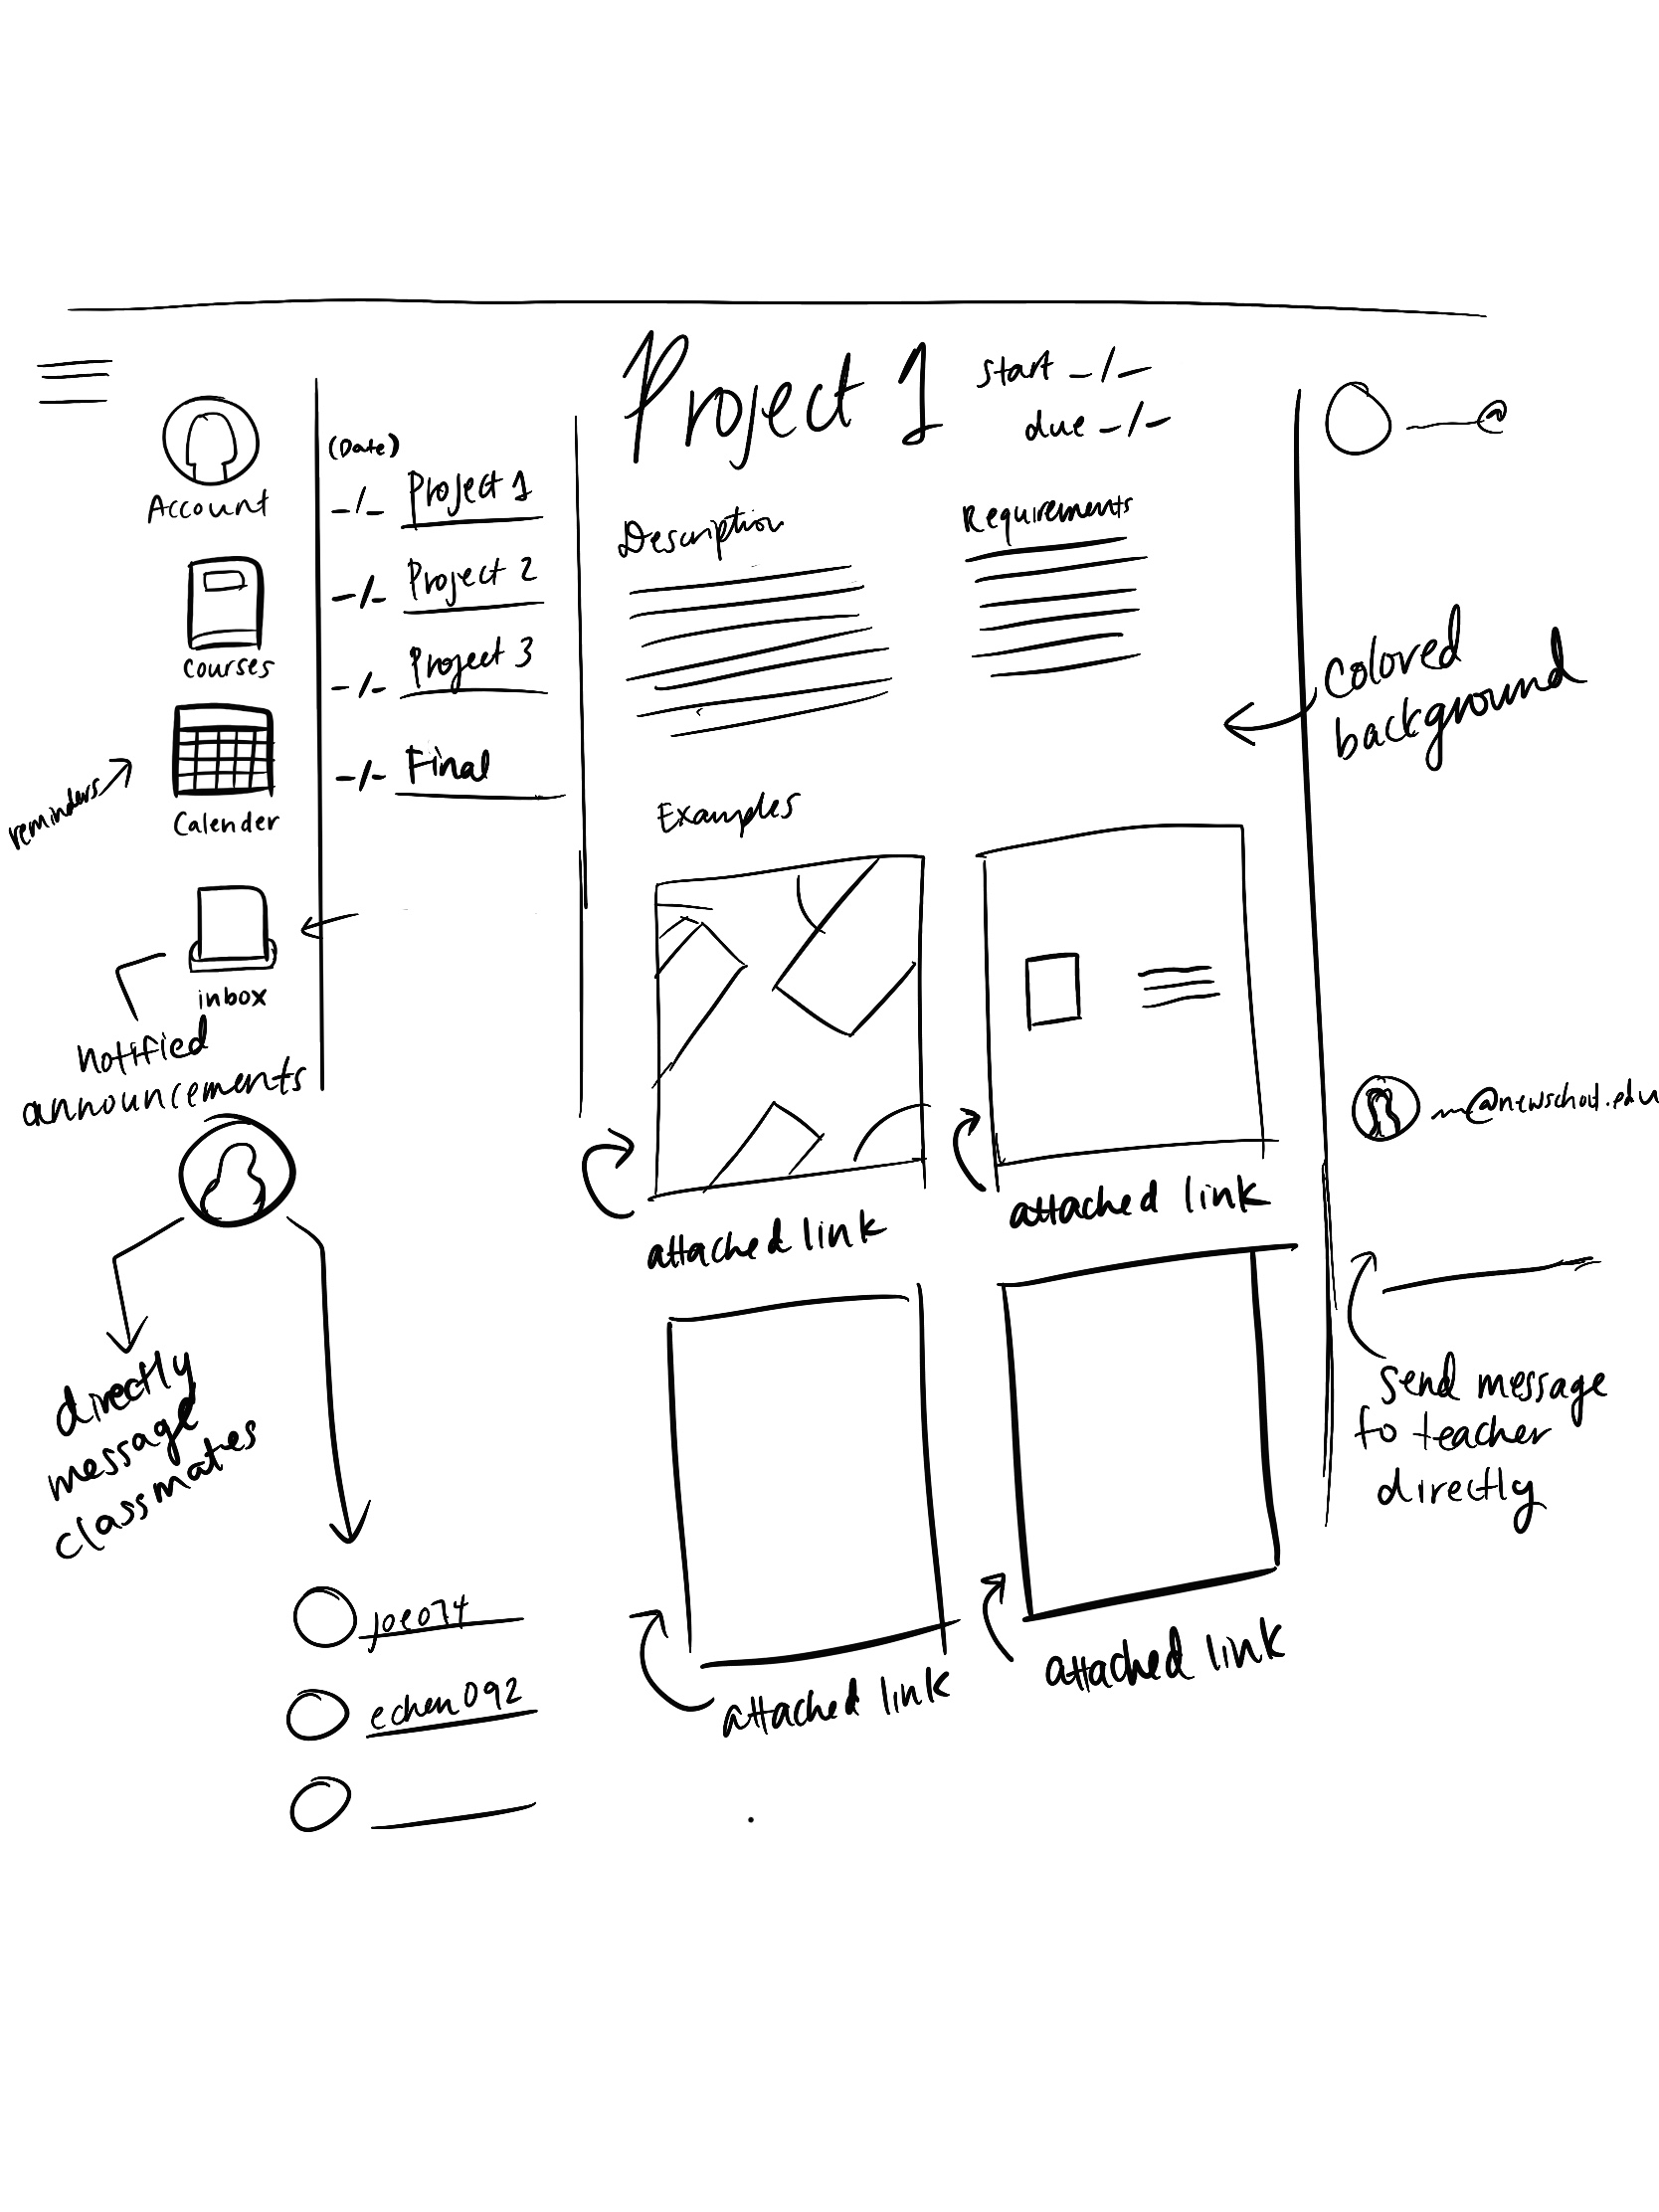 Account
courses
reminders
Calender
inbox
notified
announcements
directly
message
classmates
joe074
echen092
(Date)
-/- Project 1
-/- Project 2
-/- Project 3
-/- Final
Project 1
start -/-
due -/-
Description
Requirements
Examples
attached link
attached link
attached link
attached link
@
colored
background
@newschool.edu
send message
to teacher
directly